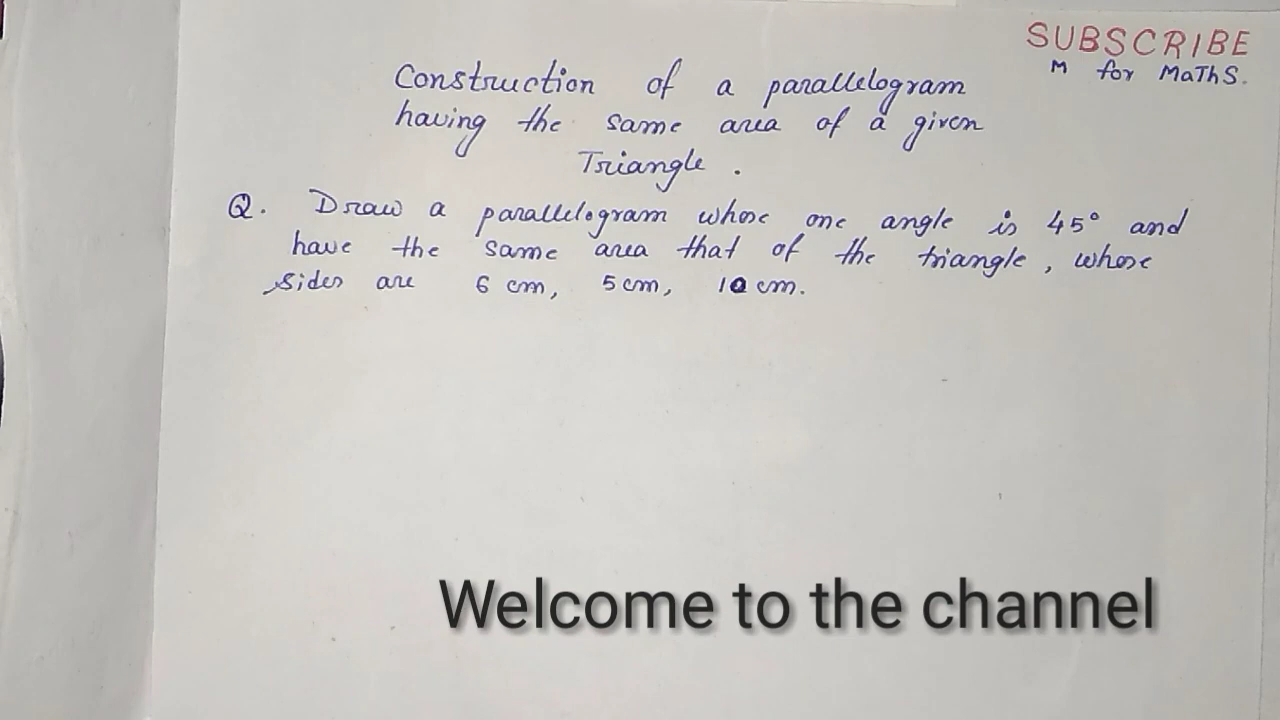 SUBSCRIBE
M for MaThS.
Construction of a parallelogram
having the same area of a given
Triangle.
Q. Draw a parallelogram whose one angle is 45° and
have the same area that of the triangle, whose
sides are 6 cm, 5 cm, 10 cm.
Welcome to the channel